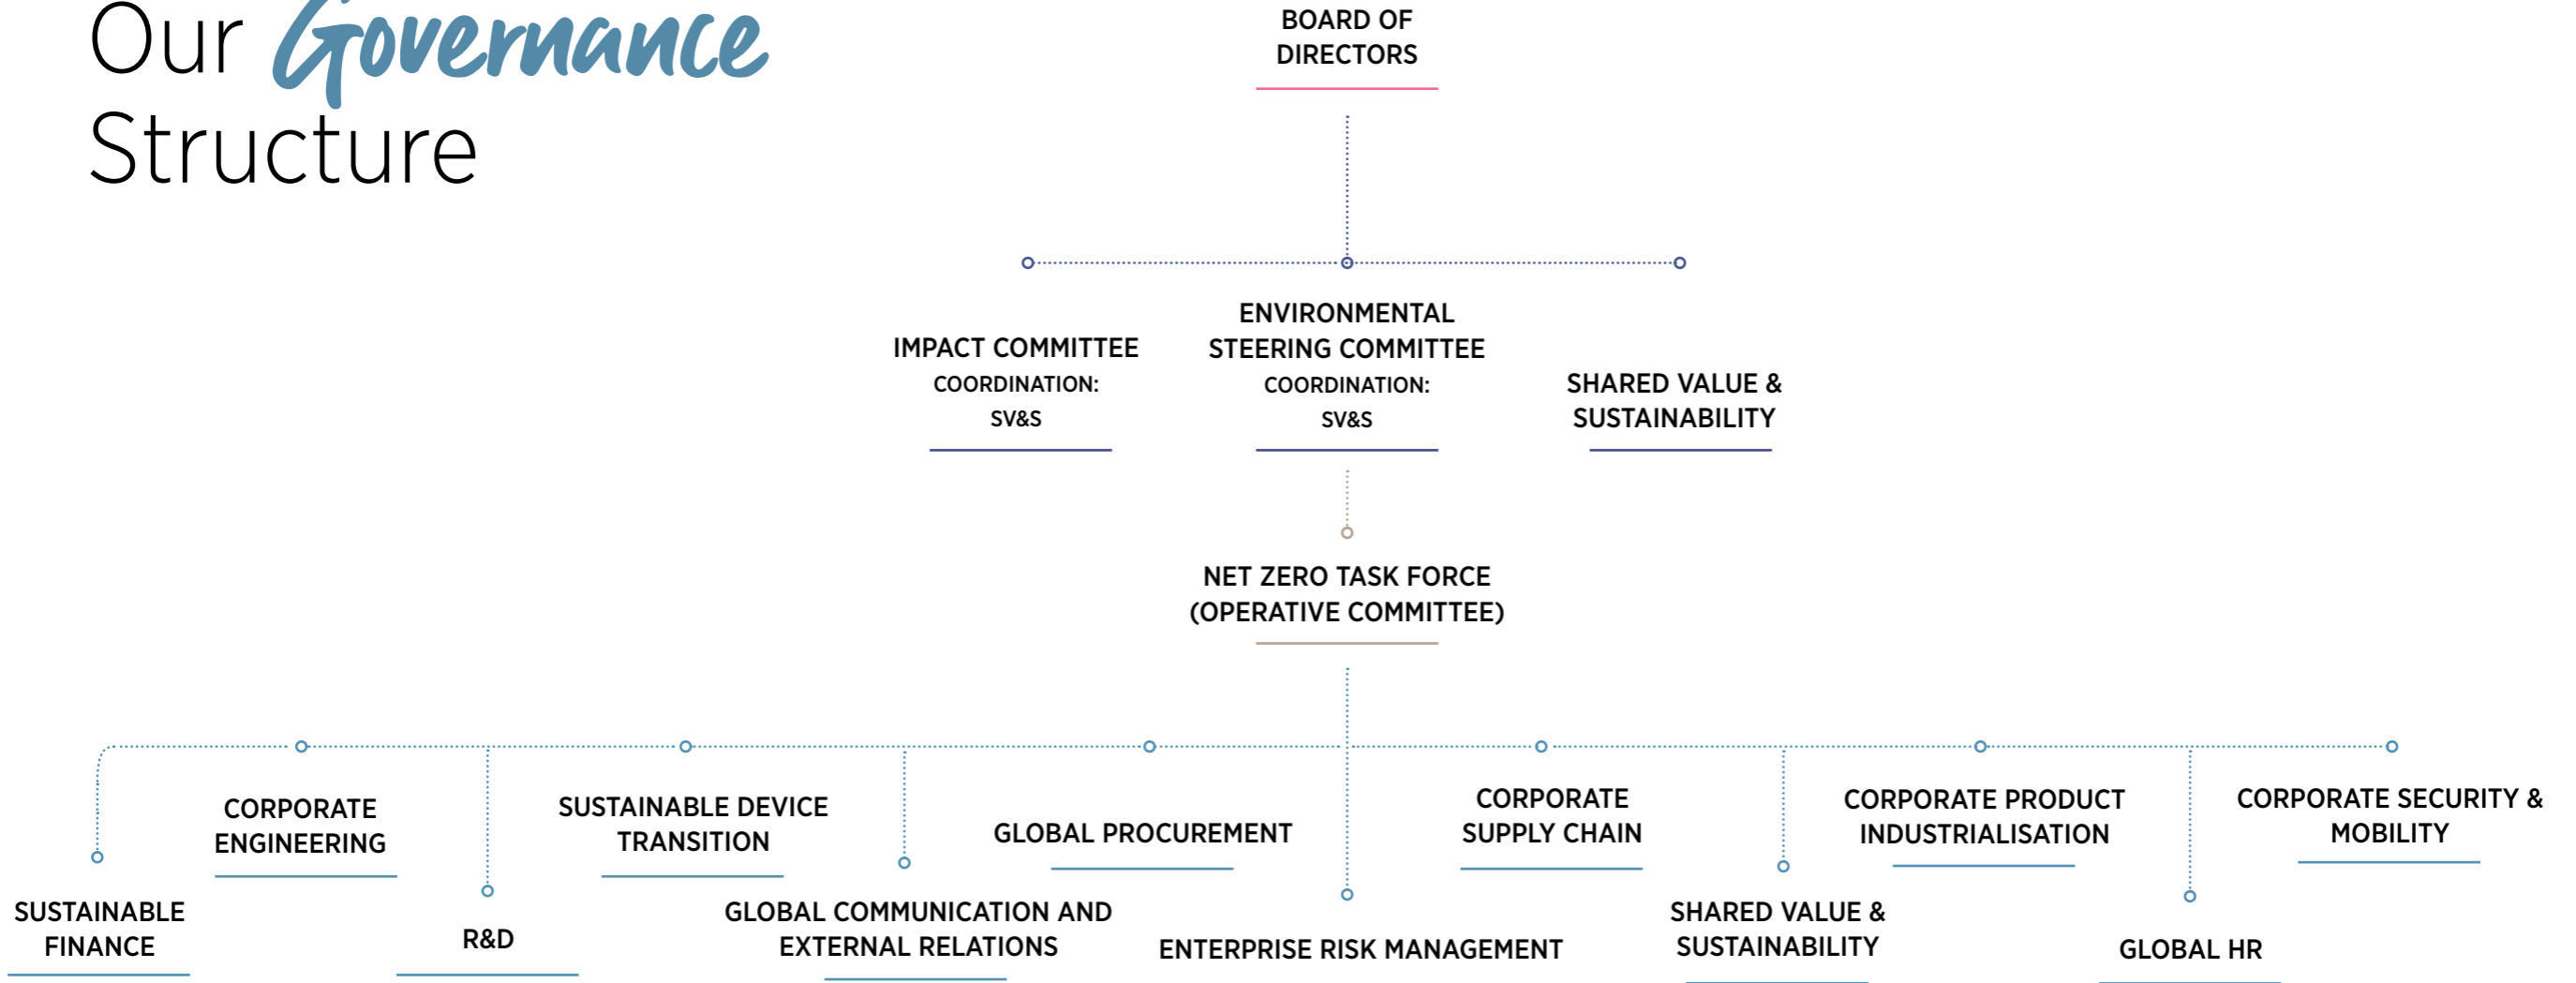 Our Governance
Structure
BOARD OF
DIRECTORS
IMPACT COMMITTEE
COORDINATION:
SV&S
ENVIRONMENTAL
STEERING COMMITTEE
COORDINATION:
SV&S
SHARED VALUE &
SUSTAINABILITY
NET ZERO TASK FORCE
(OPERATIVE COMMITTEE)
SUSTAINABLE
FINANCE
CORPORATE
ENGINEERING
R&D
SUSTAINABLE DEVICE
TRANSITION
GLOBAL COMMUNICATION AND
EXTERNAL RELATIONS
GLOBAL PROCUREMENT
ENTERPRISE RISK MANAGEMENT
CORPORATE
SUPPLY CHAIN
SHARED VALUE &
SUSTAINABILITY
CORPORATE PRODUCT
INDUSTRIALISATION
GLOBAL HR
CORPORATE SECURITY &
MOBILITY